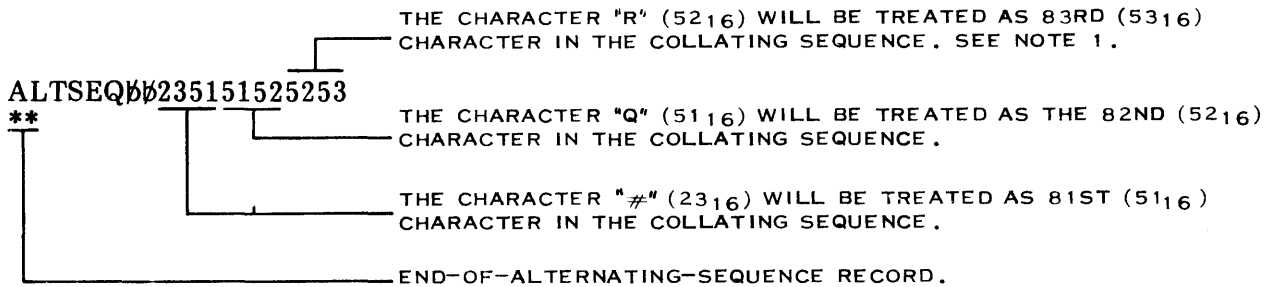 THE CHARACTER "R" (52₁₆) WILL BE TREATED AS 83RD (53₁₆)
CHARACTER IN THE COLLATING SEQUENCE. SEE NOTE 1.
ALTSEQb̸b̸235151525253
**
THE CHARACTER "Q" (51₁₆) WILL BE TREATED AS THE 82ND (52₁₆)
CHARACTER IN THE COLLATING SEQUENCE.
THE CHARACTER "#" (23₁₆) WILL BE TREATED AS 81ST (51₁₆)
CHARACTER IN THE COLLATING SEQUENCE.
END-OF-ALTERNATING-SEQUENCE RECORD.